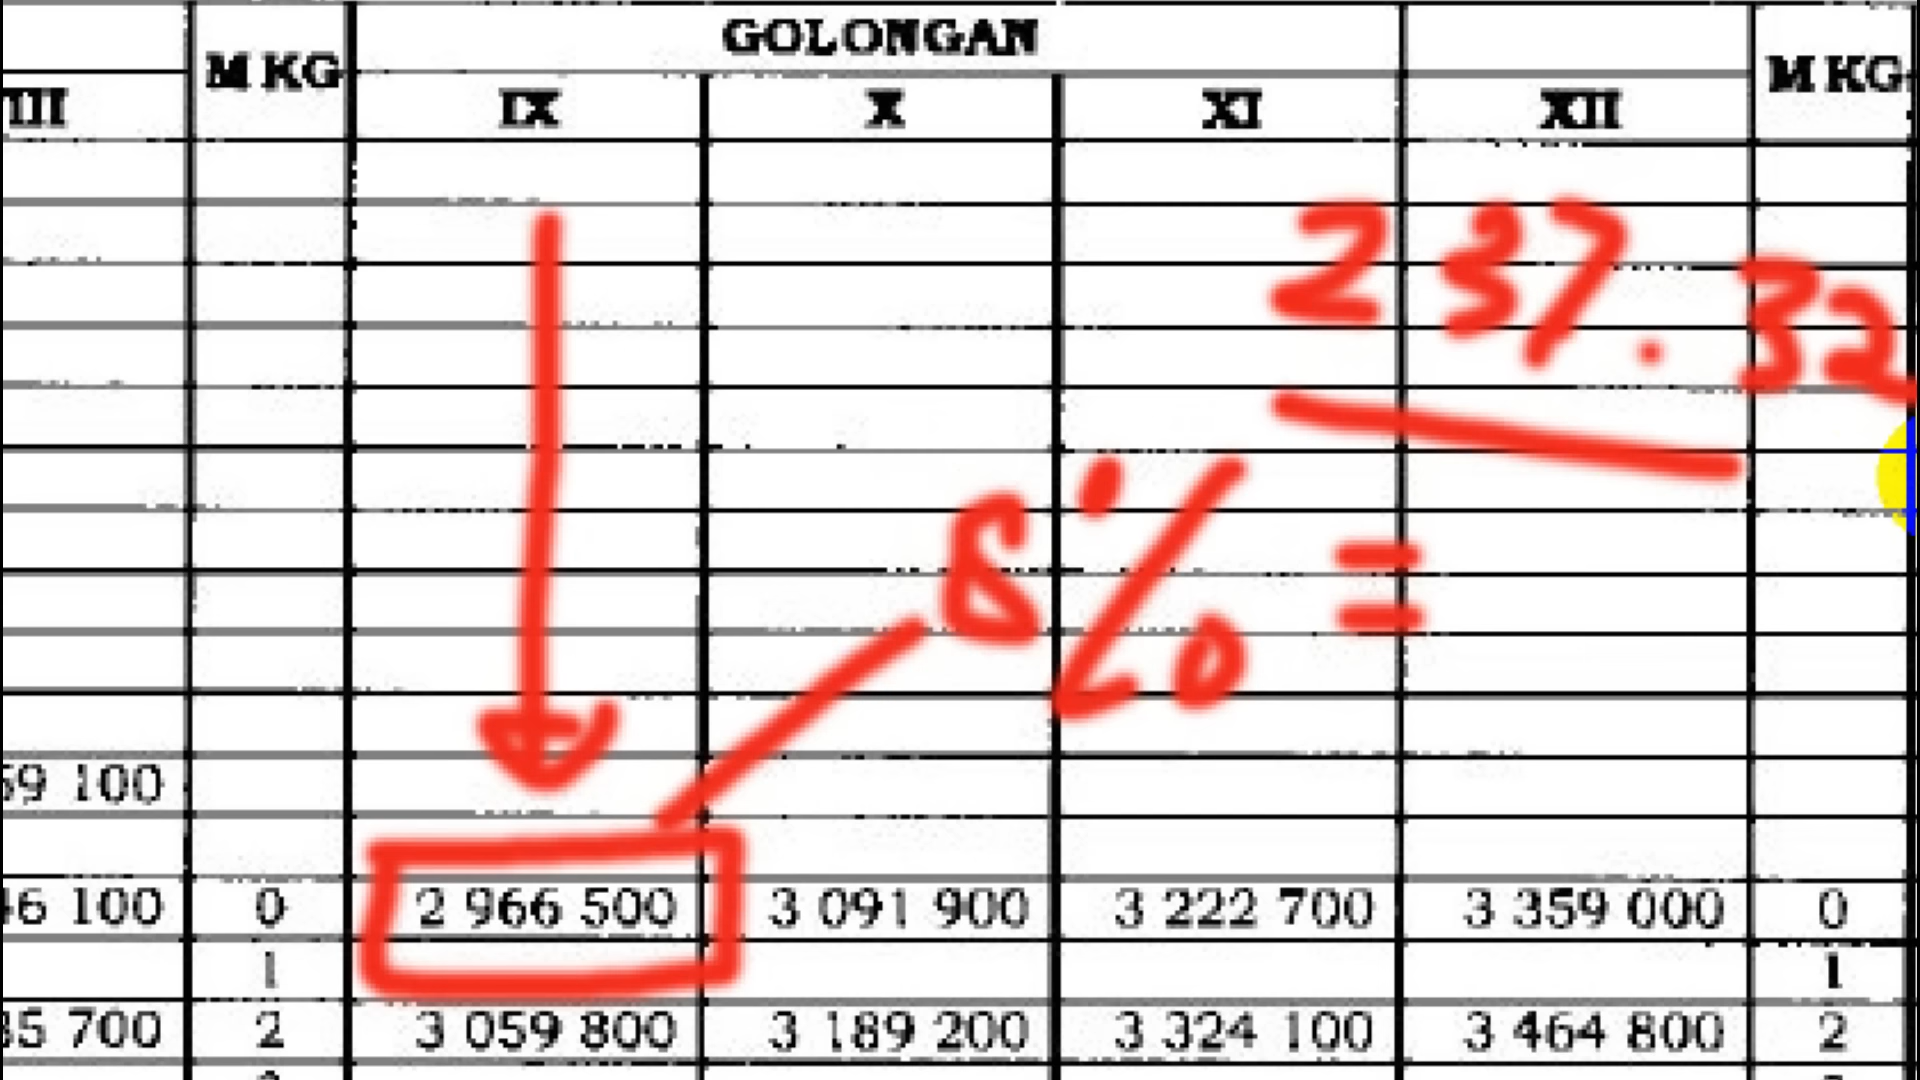 GOLONGAN
M KG
M KG
IX X XI XII
237.32
8% =
59 100
46 100 0 2 966 500 3 091 900 3 222 700 3 359 000 0
1 1
35 700 2 3 059 800 3 189 200 3 324 100 3 464 800 2